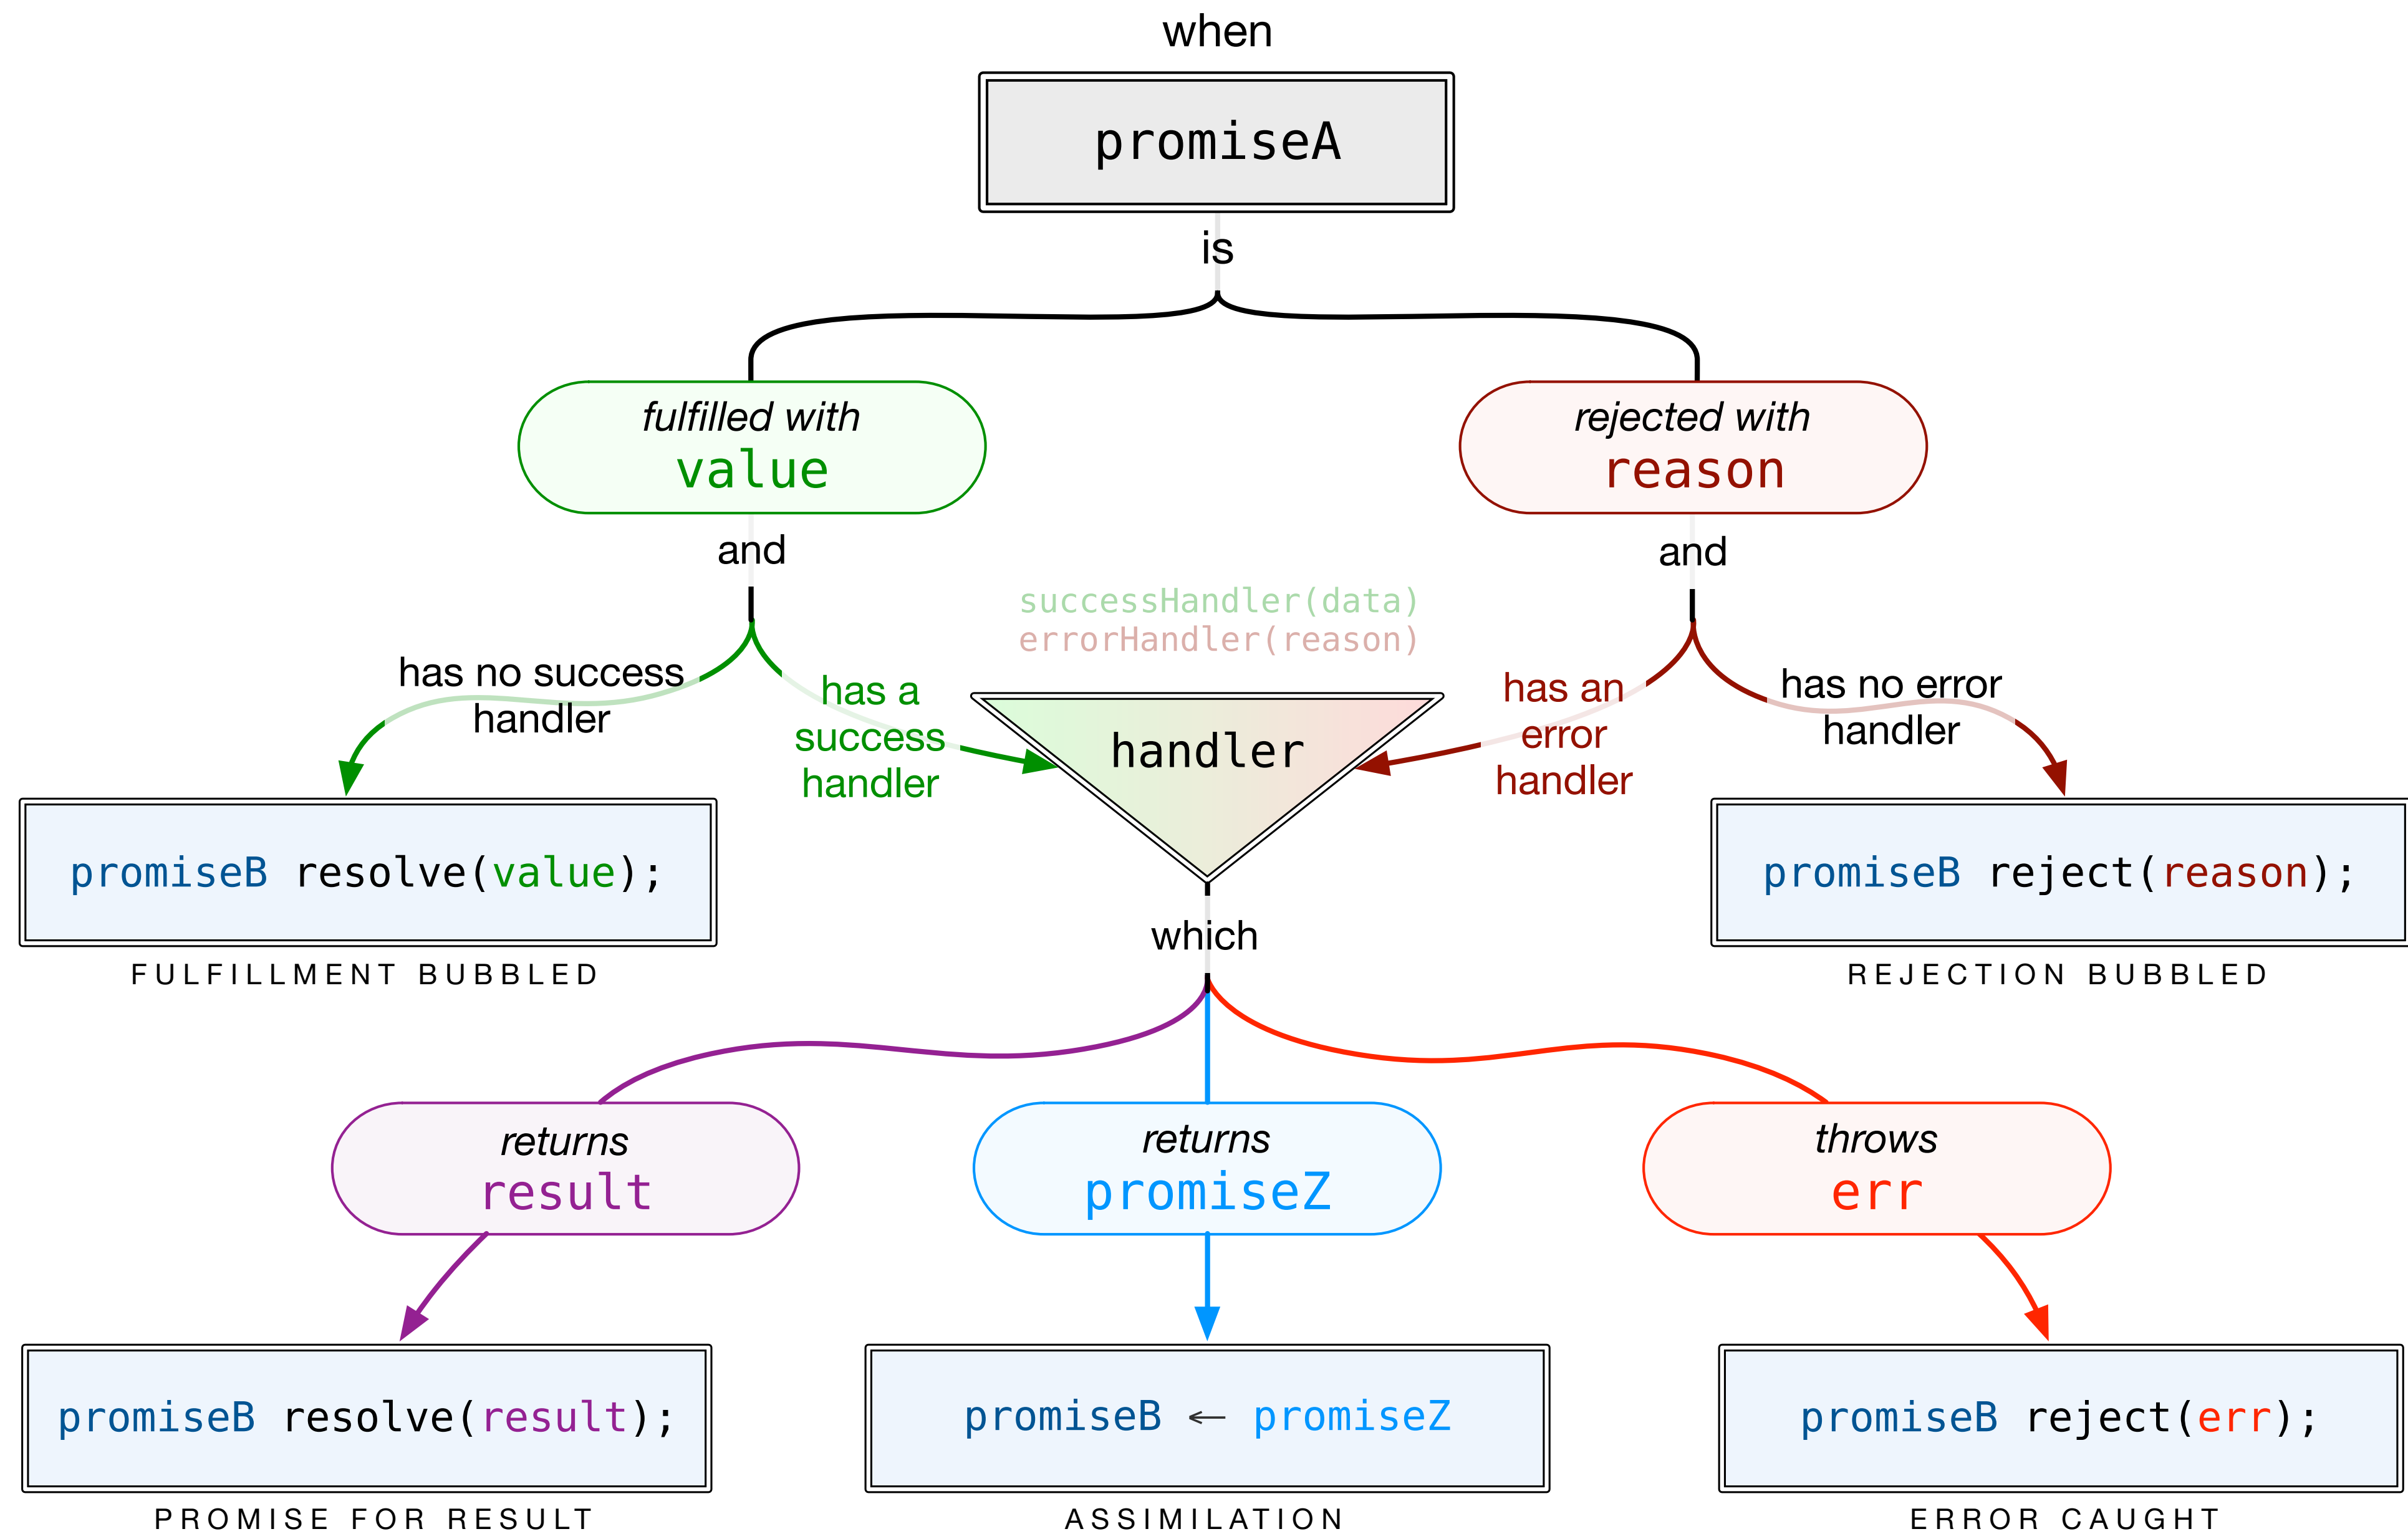 when
promiseA
is
fulfilled with
value
rejected with
reason
and
and
successHandler(data)
errorHandler(reason)
has no success
handler
has a
success
handler
handler
has an
error
handler
has no error
handler
promiseB resolve(value);
FULFILLMENT BUBBLED
promiseB reject(reason);
REJECTION BUBBLED
which
returns
result
returns
promiseZ
throws
err
promiseB resolve(result);
PROMISE FOR RESULT
promiseB ← promiseZ
ASSIMILATION
promiseB reject(err);
ERROR CAUGHT